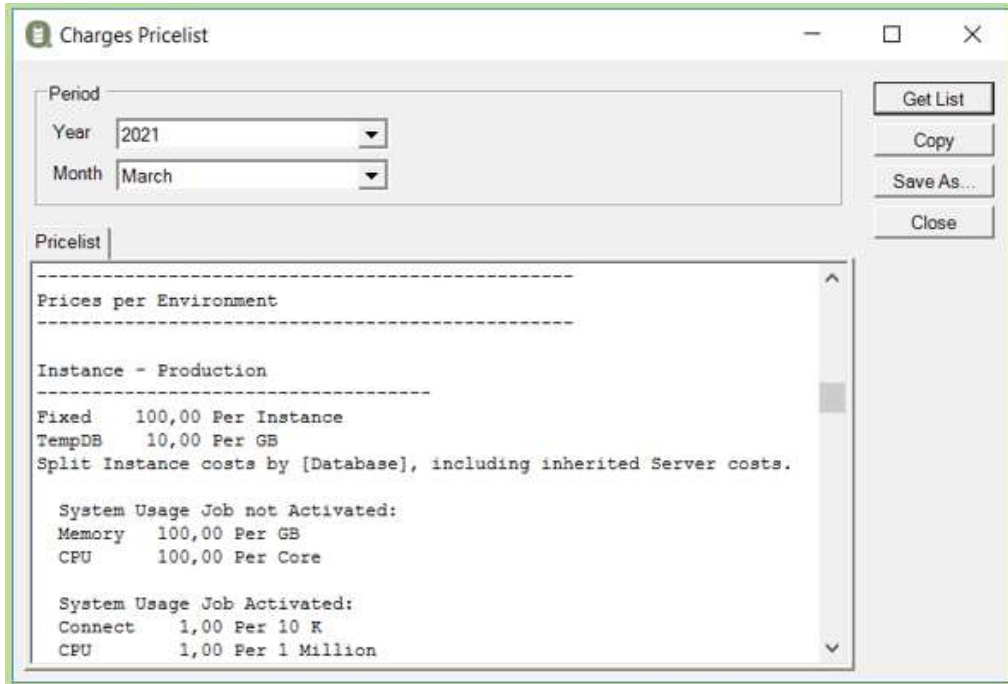 Charges Pricelist
Period
Year 2021
Month March
Get List
Copy
Save As...
Close
Pricelist
--------------------------------------------------
Prices per Environment
--------------------------------------------------
Instance - Production
-------------------------------------
Fixed    100,00 Per Instance
TempDB    10,00 Per GB
Split Instance costs by [Database], including inherited Server costs.
System Usage Job not Activated:
Memory   100,00 Per GB
CPU      100,00 Per Core
System Usage Job Activated:
Connect    1,00 Per 10 K
CPU        1,00 Per 1 Million